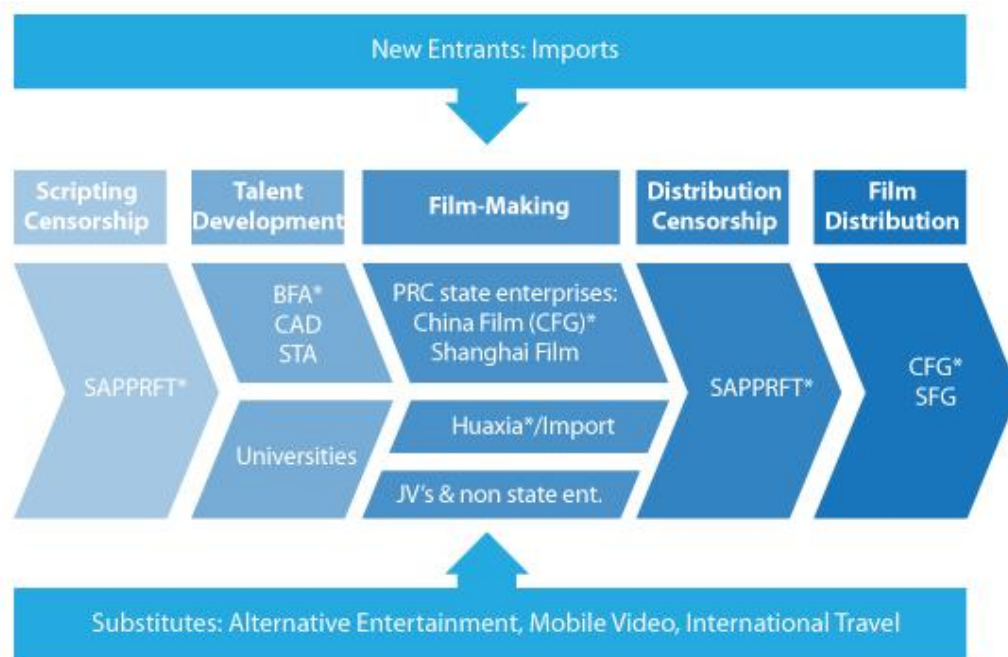 New Entrants: Imports
Scripting
Censorship
Talent
Development
Film-Making
Distribution
Censorship
Film
Distribution
SAPPRFT*
BFA*
CAD
STA
Universities
PRC state enterprises:
China Film (CFG)*
Shanghai Film
Huaxia*/Import
JV's & non state ent.
SAPPRFT*
CFG*
SFG
Substitutes: Alternative Entertainment, Mobile Video, International Travel